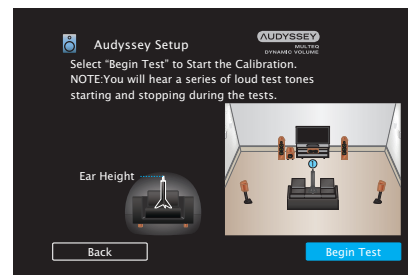 AUDYSSEY
MULTEQ
DYNAMIC VOLUME
Audyssey Setup
Select “Begin Test” to Start the Calibration.
NOTE:You will hear a series of loud test tones
starting and stopping during the tests.
Ear Height
Back
Begin Test